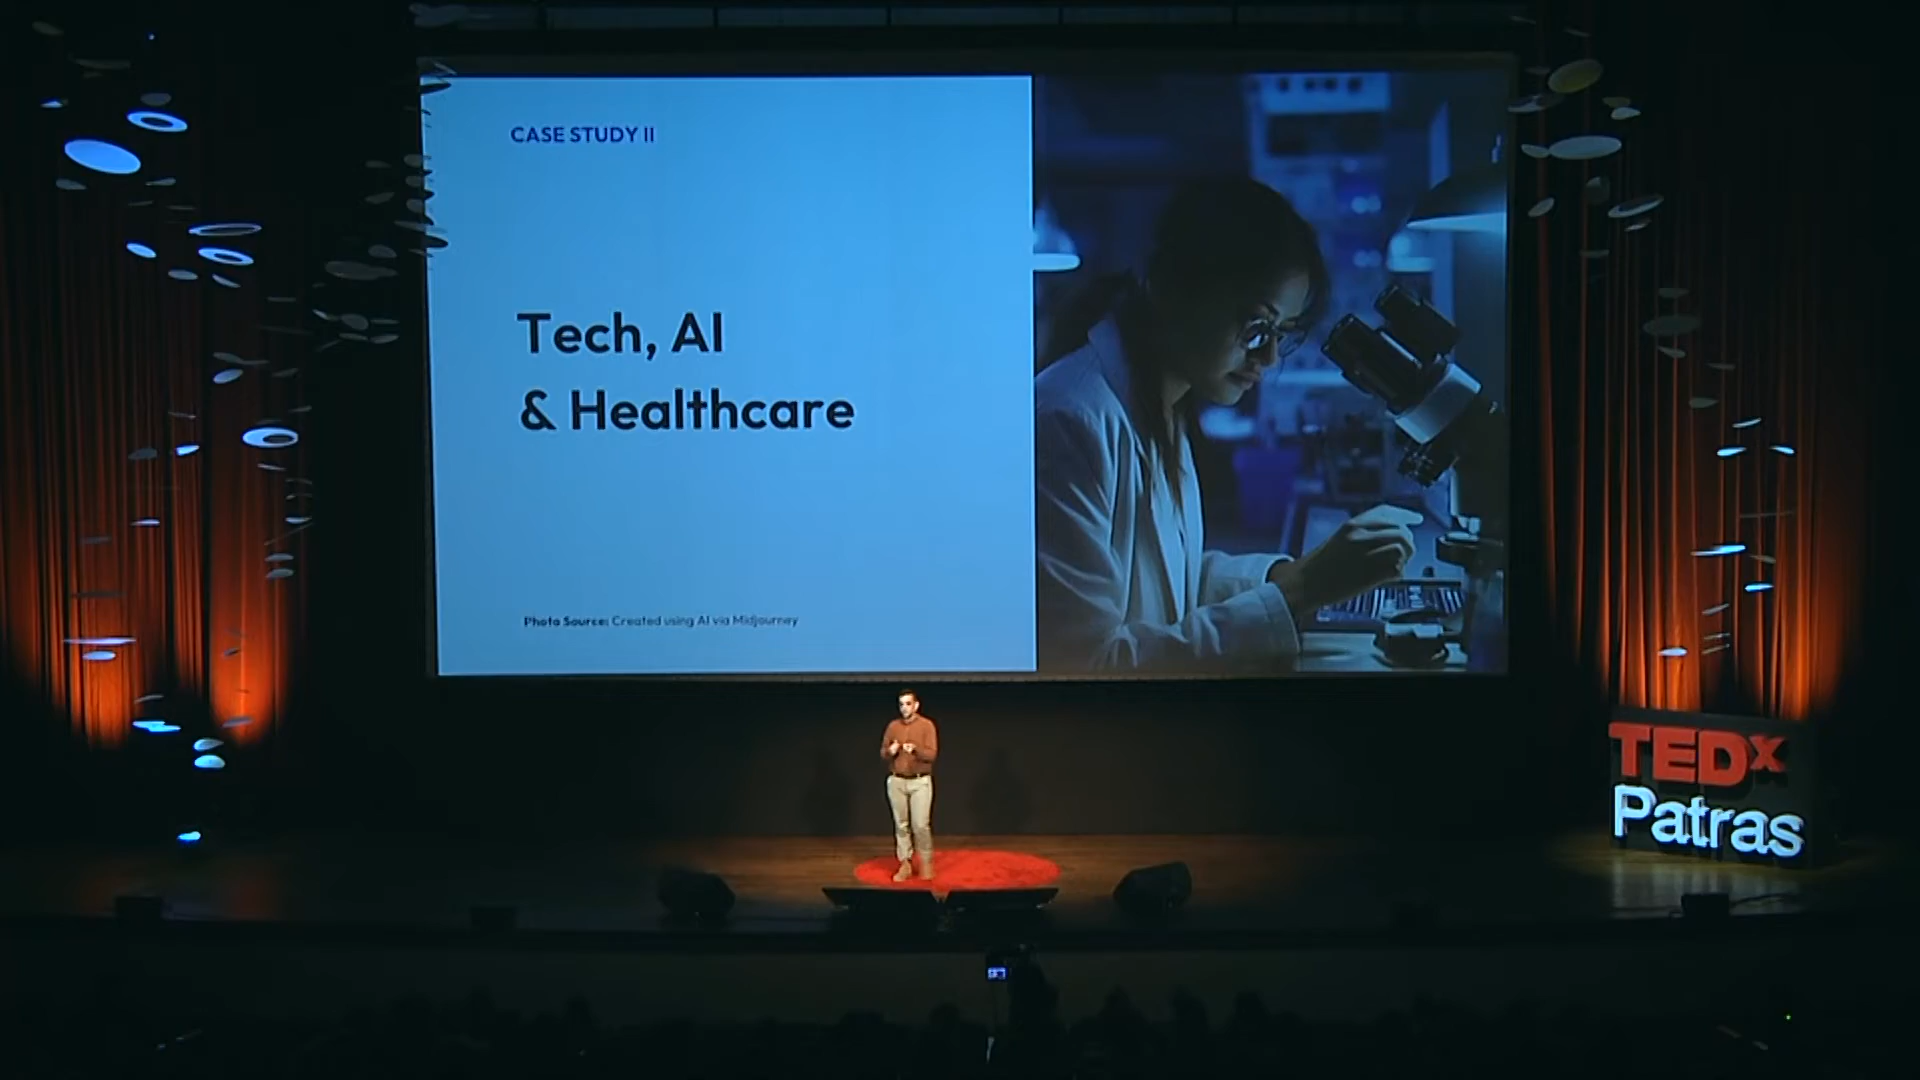 CASE STUDY II
Tech, AI
& Healthcare
Photo Source: Created using AI via Midjourney
TEDx
Patras